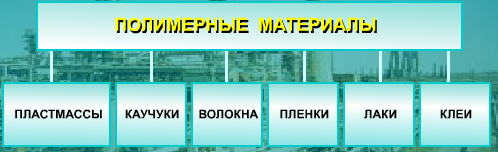 ПОЛИМЕРНЫЕ МАТЕРИАЛЫ
ПЛАСТМАССЫ КАУЧУКИ ВОЛОКНА ПЛЕНКИ ЛАКИ КЛЕИ